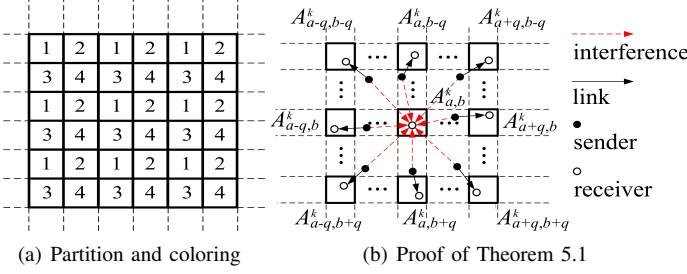 1 2 1 2 1 2
3 4 3 4 3 4
1 2 1 2 1 2
3 4 3 4 3 4
1 2 1 2 1 2
3 4 3 4 3 4
(a) Partition and coloring
A^k_{a-q,b-q} A^k_{a,b-q} A^k_{a+q,b-q}
A^k_{a,b}
A^k_{a-q,b} A^k_{a+q,b}
A^k_{a-q,b+q} A^k_{a,b+q} A^k_{a+q,b+q}
interference
link
sender
receiver
(b) Proof of Theorem 5.1